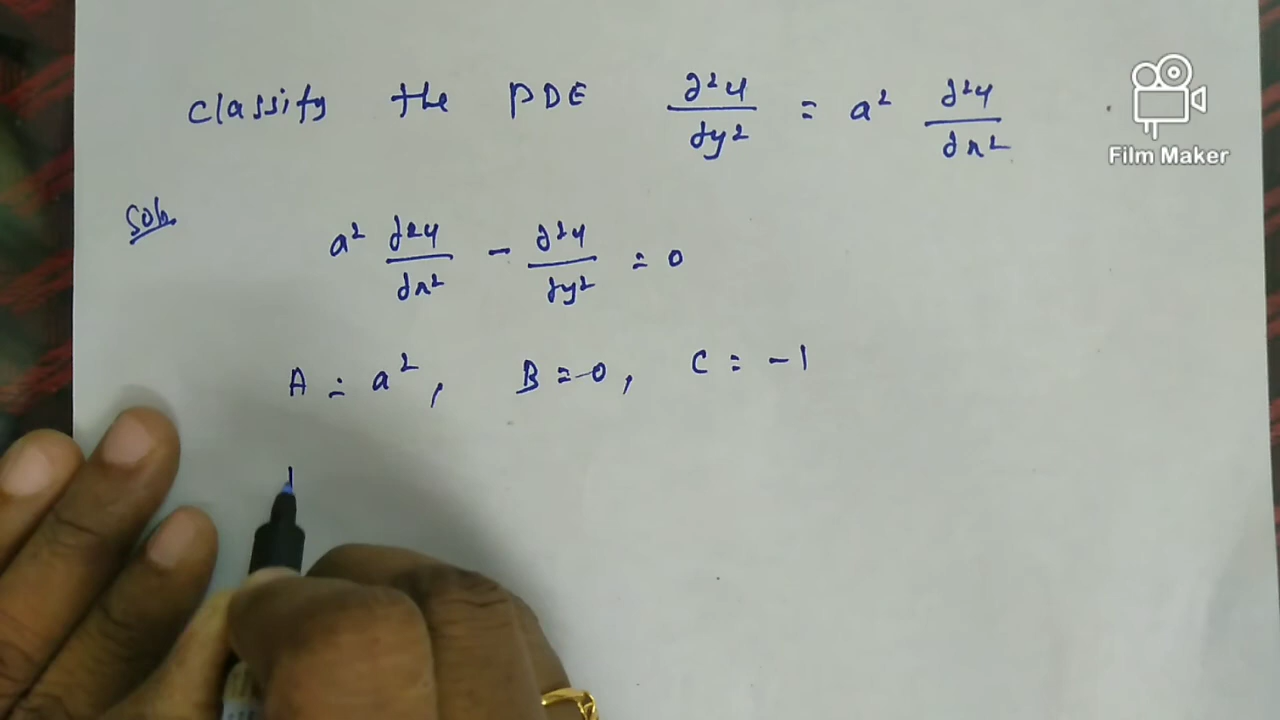 Classify the PDE ∂²u/∂y² = a² ∂²u/∂x²
Film Maker
Soln.
a² ∂²u/∂x² - ∂²u/∂y² = 0
A = a², B = 0, C = -1